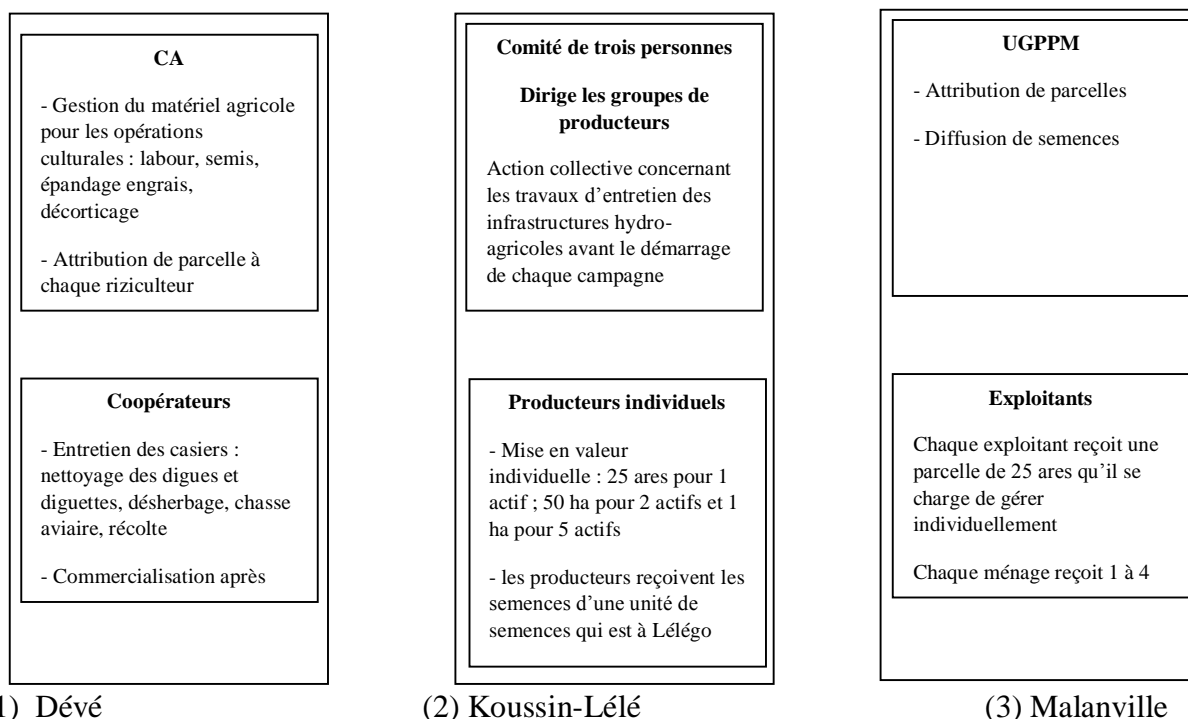 CA
- Gestion du matériel agricole
pour les opérations
culturales : labour, semis,
épandage engrais,
décorticage
- Attribution de parcelle à
chaque riziculteur
Coopérateurs
- Entretien des casiers :
nettoyage des digues et
diguettes, désherbage, chasse
aviaire, récolte
- Commercialisation après
Comité de trois personnes
Dirige les groupes de
producteurs
Action collective concernant
les travaux d’entretien des
infrastructures hydro-
agricoles avant le démarrage
de chaque campagne
Producteurs individuels
- Mise en valeur
individuelle : 25 ares pour 1
actif ; 50 ha pour 2 actifs et 1
ha pour 5 actifs
- les producteurs reçoivent les
semences d’une unité de
semences qui est à Lélégo
UGPPM
- Attribution de parcelles
- Diffusion de semences
Exploitants
Chaque exploitant reçoit une
parcelle de 25 ares qu’il se
charge de gérer
individuellement
Chaque ménage reçoit 1 à 4
) Dévé
(2) Koussin-Lélé
(3) Malanville